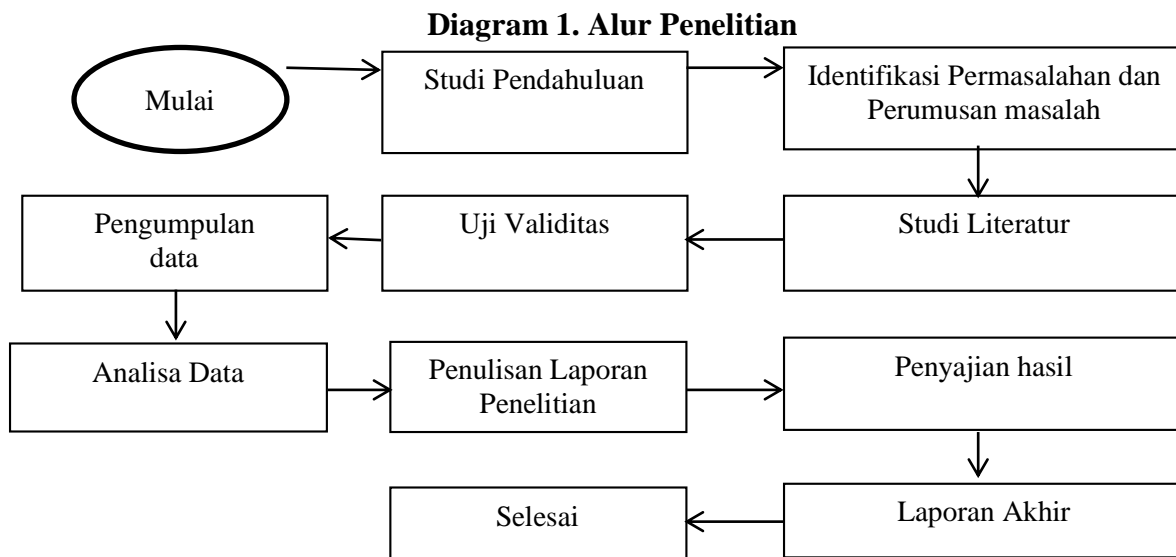 Diagram 1. Alur Penelitian
Mulai
Studi Pendahuluan
Identifikasi Permasalahan dan
Perumusan masalah
Studi Literatur
Uji Validitas
Pengumpulan
data
Analisa Data
Penulisan Laporan
Penelitian
Penyajian hasil
Laporan Akhir
Selesai